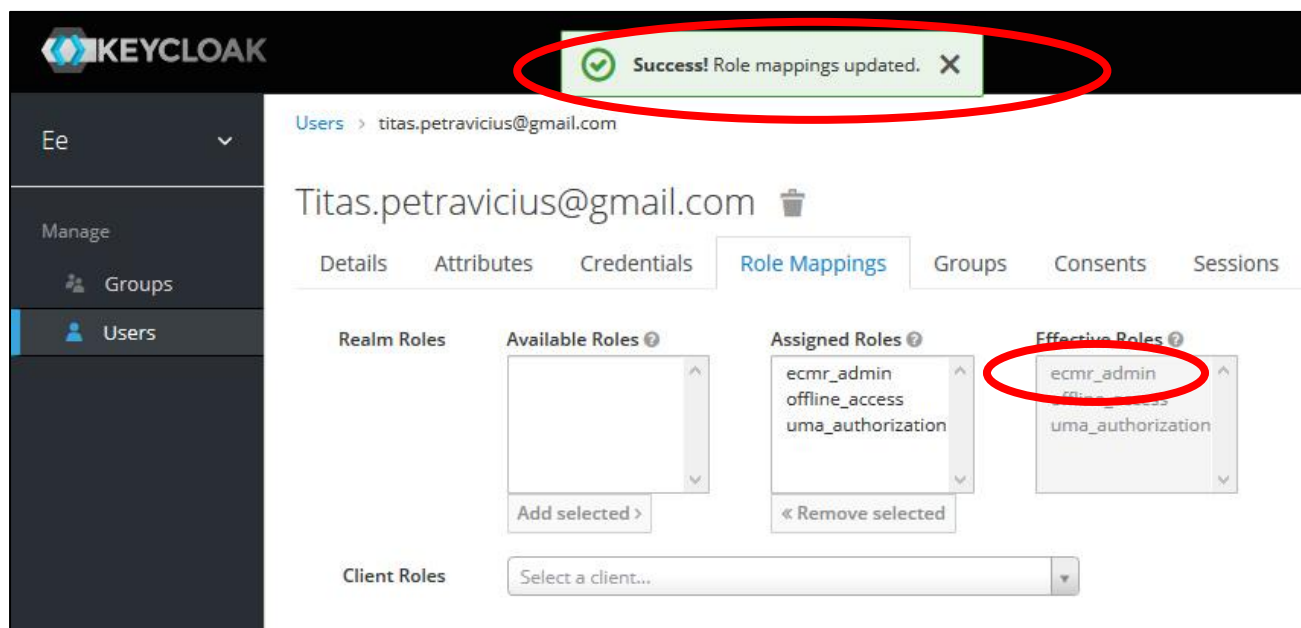 KEYCLOAK
Success! Role mappings updated.
Ee
Users > titas.petravicius@gmail.com
Titas.petravicius@gmail.com
Manage
Groups
Users
Details Attributes Credentials Role Mappings Groups Consents Sessions
Realm Roles Available Roles Assigned Roles Effective Roles
ecmr_admin
offline_access
uma_authorization
ecmr_admin
offline_access
uma_authorization
Add selected > « Remove selected
Client Roles Select a client...